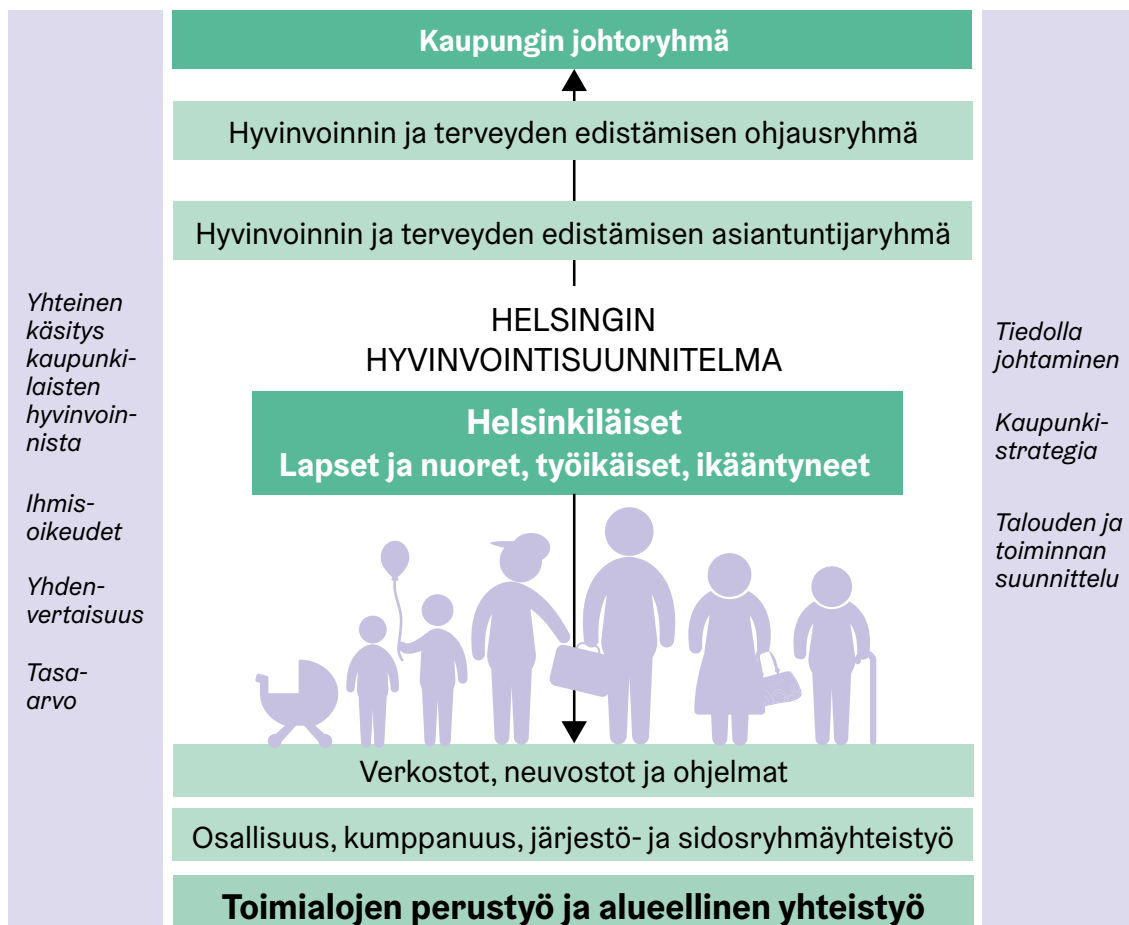 Kaupungin johtoryhmä
Hyvinvoinnin ja terveyden edistämisen ohjausryhmä
Hyvinvoinnin ja terveyden edistämisen asiantuntijaryhmä
Yhteinen
käsitys
kaupunki-
laisten
hyvinvoin-
nista
Ihmis-
oikeudet
Yhden-
vertaisuus
Tasa-
arvo
HELSINGIN
HYVINVOINTISUUNNITELMA
Helsinkiläiset
Lapset ja nuoret, työikäiset, ikääntyneet
Tiedolla
johtaminen
Kaupunki-
strategia
Talouden ja
toiminnan
suunnittelu
Verkostot, neuvostot ja ohjelmat
Osallisuus, kumppanuus, järjestö- ja sidosryhmäyhteistyö
Toimialojen perustyö ja alueellinen yhteistyö